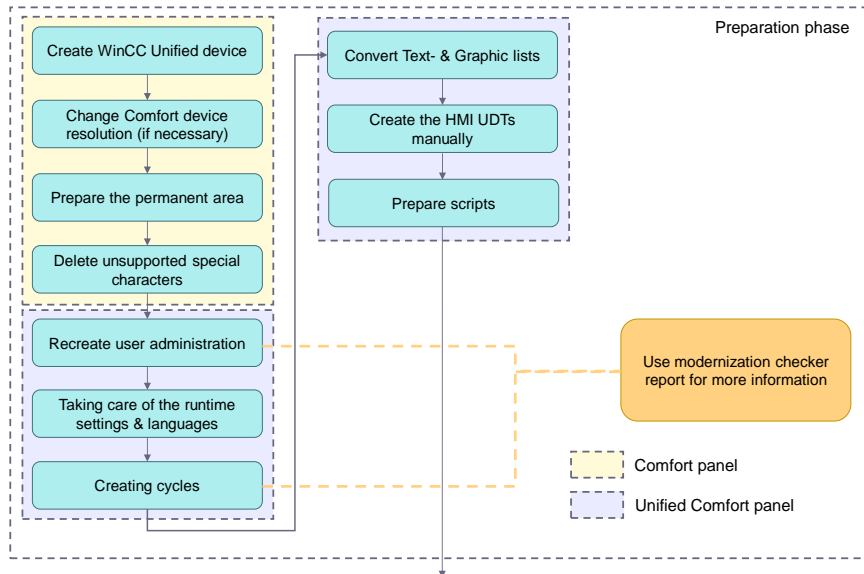 Preparation phase
Create WinCC Unified device
Change Comfort device
resolution (if necessary)
Prepare the permanent area
Delete unsupported special
characters
Recreate user administration
Taking care of the runtime
settings & languages
Creating cycles
Convert Text- & Graphic lists
Create the HMI UDTs
manually
Prepare scripts
Use modernization checker
report for more information
Comfort panel
Unified Comfort panel